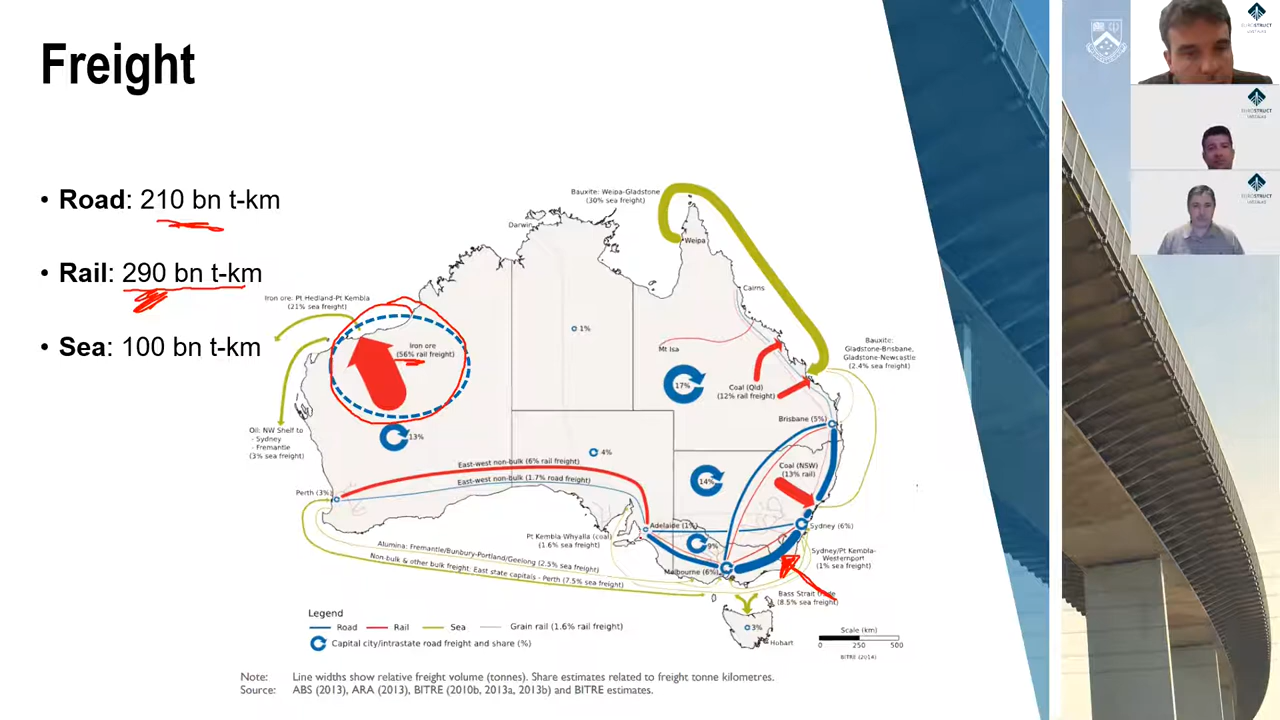 Freight
• Road: 210 bn t-km
• Rail: 290 bn t-km
• Sea: 100 bn t-km
Bauxite: Weipa-Gladstone
(30% sea freight)
Darwin
Weipa
Cairns
Iron ore: Pt Hedland-Pt Kembla
(21% sea freight)
1%
Iron ore
(56% rail freight)
Mt Isa
Bauxite:
Gladstone-Brisbane,
Gladstone-Newcastle
(2.4% sea freight)
17%
Coal (Qld)
(12% rail freight)
Brisbane (5%)
Oil: NW Shelf to
- Sydney
- Fremantle
(3% sea freight)
13%
4%
East-west non-bulk (6% rail freight)
East-west non-bulk (1.7% road freight)
Coal (NSW)
(13% rail)
14%
Perth (3%)
Adelaide (1%)
Sydney (6%)
Pt Kembla Whyalla (coal)
(1.6% sea freight)
9%
Alumina: Fremantle/Bunbury-Portland/Geelong (2.5% sea freight)
Non-bulk & other bulk freight: East state capitals - Perth (7.5% sea freight)
Melbourne (6%)
Sydney/Pt Kembla-
Westernport
(1% sea freight)
Bass Strait trade
(8.5% sea freight)
3%
Hobart
Legend
Road
Rail
Sea
Grain rail (1.6% rail freight)
Capital city/intrastate road freight and share (%)
Scale (km)
0 250 500
BITRE (2014)
Note: Line widths show relative freight volume (tonnes). Share estimates related to freight tonne kilometres.
Source: ABS (2013), ARA (2013), BITRE (2010b, 2013a, 2013b) and BITRE estimates.
EUROSTRUCT
EUROSTRUCT
EUROSTRUCT